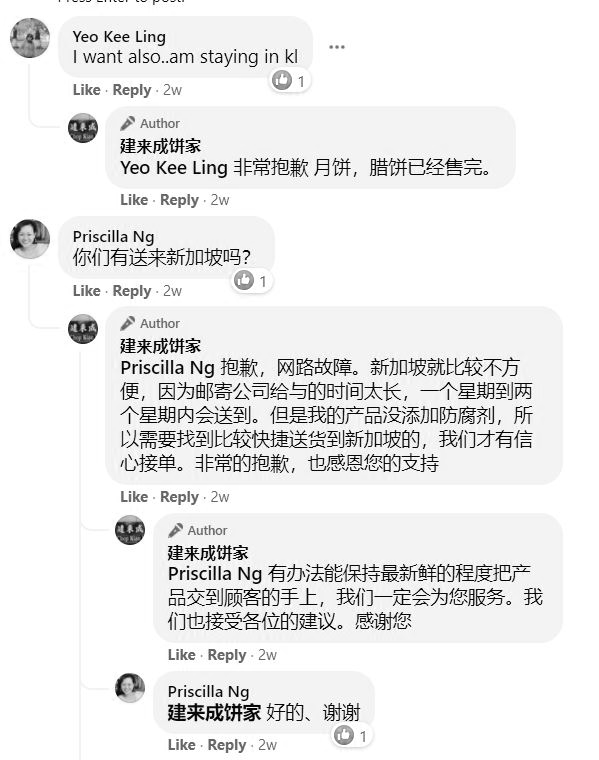 Yeo Kee Ling
I want also..am staying in kl
1
Like · Reply · 2w
Author
建来成饼家
Yeo Kee Ling 非常抱歉 月饼，腊饼已经售完。
Like · Reply · 2w
Priscilla Ng
你们有送来新加坡吗？
1
Like · Reply · 2w
Author
建来成饼家
Priscilla Ng 抱歉，网路故障。新加坡就比较不方
便，因为邮寄公司给与的时间太长，一个星期到两
个星期内会送到。但是我的产品没添加防腐剂，所
以需要找到比较快捷送货到新加坡的，我们才有信
心接单。非常的抱歉，也感恩您的支持
Like · Reply · 2w
Author
建来成饼家
Priscilla Ng 有办法能保持最新鲜的程度把产
品交到顾客的手上，我们一定会为您服务。我
们也接受各位的建议。感谢您
Like · Reply · 2w
Priscilla Ng
建来成饼家 好的、谢谢
1
Like · Reply · 2w